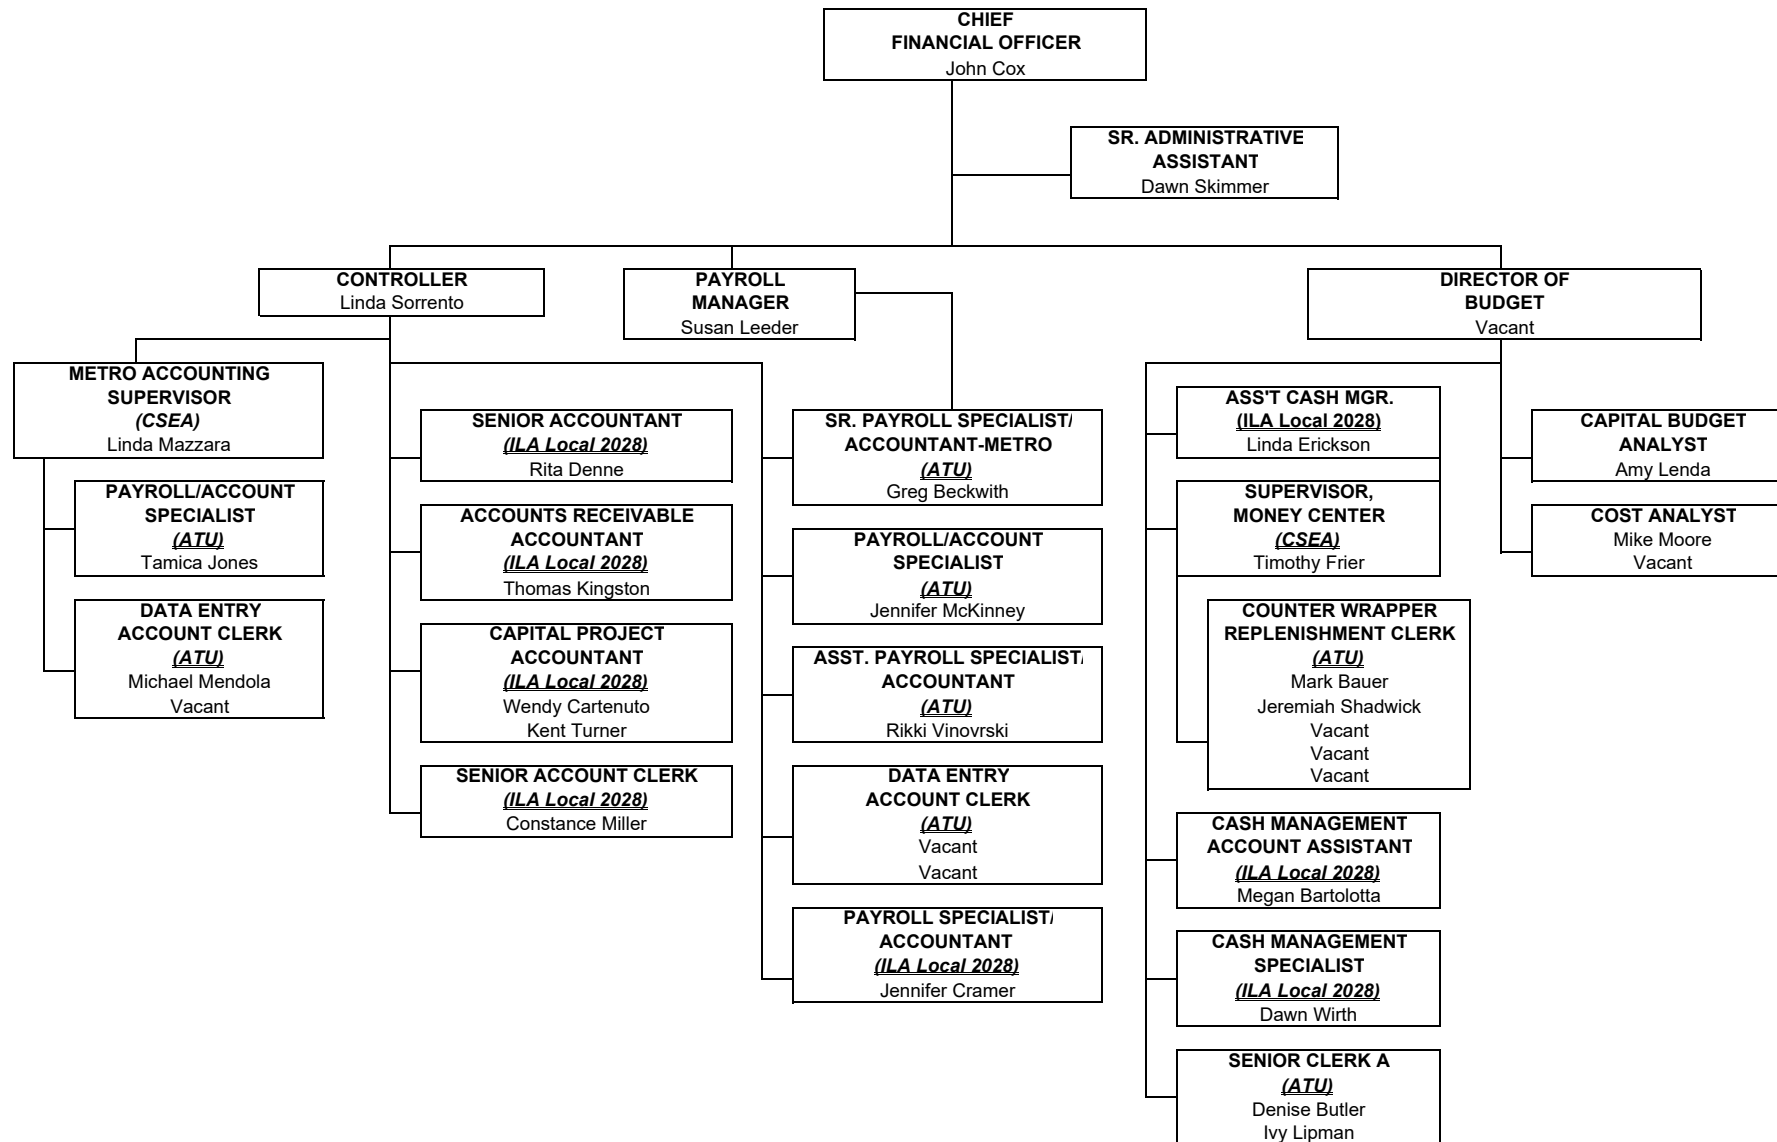 CHIEF
FINANCIAL OFFICER
John Cox
SR. ADMINISTRATIVE
ASSISTANT
Dawn Skimmer
CONTROLLER
Linda Sorrento
PAYROLL
MANAGER
Susan Leeder
DIRECTOR OF
BUDGET
Vacant
METRO ACCOUNTING
SUPERVISOR
(CSEA)
Linda Mazzara
PAYROLL/ACCOUNT
SPECIALIST
(ATU)
Tamica Jones
DATA ENTRY
ACCOUNT CLERK
(ATU)
Michael Mendola
Vacant
SENIOR ACCOUNTANT
(ILA Local 2028)
Rita Denne
ACCOUNTS RECEIVABLE
ACCOUNTANT
(ILA Local 2028)
Thomas Kingston
CAPITAL PROJECT
ACCOUNTANT
(ILA Local 2028)
Wendy Cartenuto
Kent Turner
SENIOR ACCOUNT CLERK
(ILA Local 2028)
Constance Miller
SR. PAYROLL SPECIALIST/
ACCOUNTANT-METRO
(ATU)
Greg Beckwith
PAYROLL/ACCOUNT
SPECIALIST
(ATU)
Jennifer McKinney
ASST. PAYROLL SPECIALIST/
ACCOUNTANT
(ATU)
Rikki Vinovrski
DATA ENTRY
ACCOUNT CLERK
(ATU)
Vacant
Vacant
PAYROLL SPECIALIST/
ACCOUNTANT
(ILA Local 2028)
Jennifer Cramer
ASS'T CASH MGR.
(ILA Local 2028)
Linda Erickson
SUPERVISOR,
MONEY CENTER
(CSEA)
Timothy Frier
COUNTER WRAPPER
REPLENISHMENT CLERK
(ATU)
Mark Bauer
Jeremiah Shadwick
Vacant
Vacant
Vacant
CASH MANAGEMENT
ACCOUNT ASSISTANT
(ILA Local 2028)
Megan Bartolotta
CASH MANAGEMENT
SPECIALIST
(ILA Local 2028)
Dawn Wirth
SENIOR CLERK A
(ATU)
Denise Butler
Ivy Lipman
CAPITAL BUDGET
ANALYST
Amy Lenda
COST ANALYST
Mike Moore
Vacant